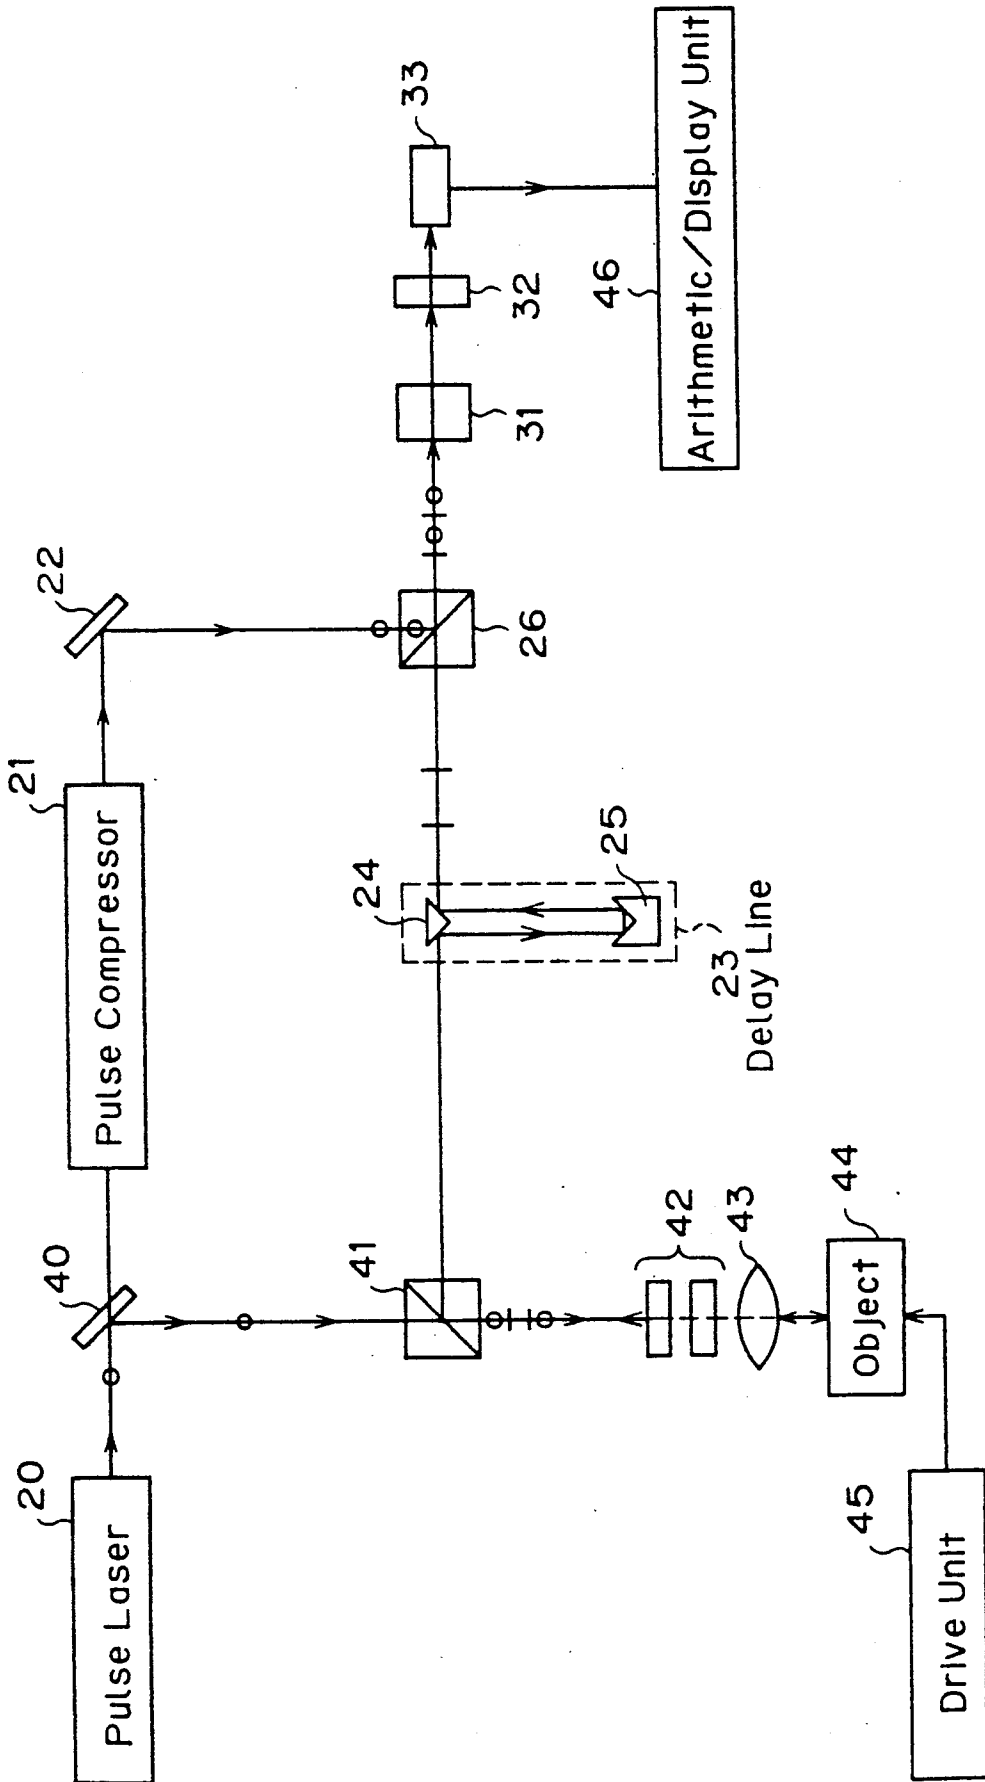 20
Pulse Laser
40
21
Pulse Compressor
22
41
24
25
23
Delay Line
26
31
32
33
46
Arithmetic/Display Unit
42
43
44
Object
45
Drive Unit